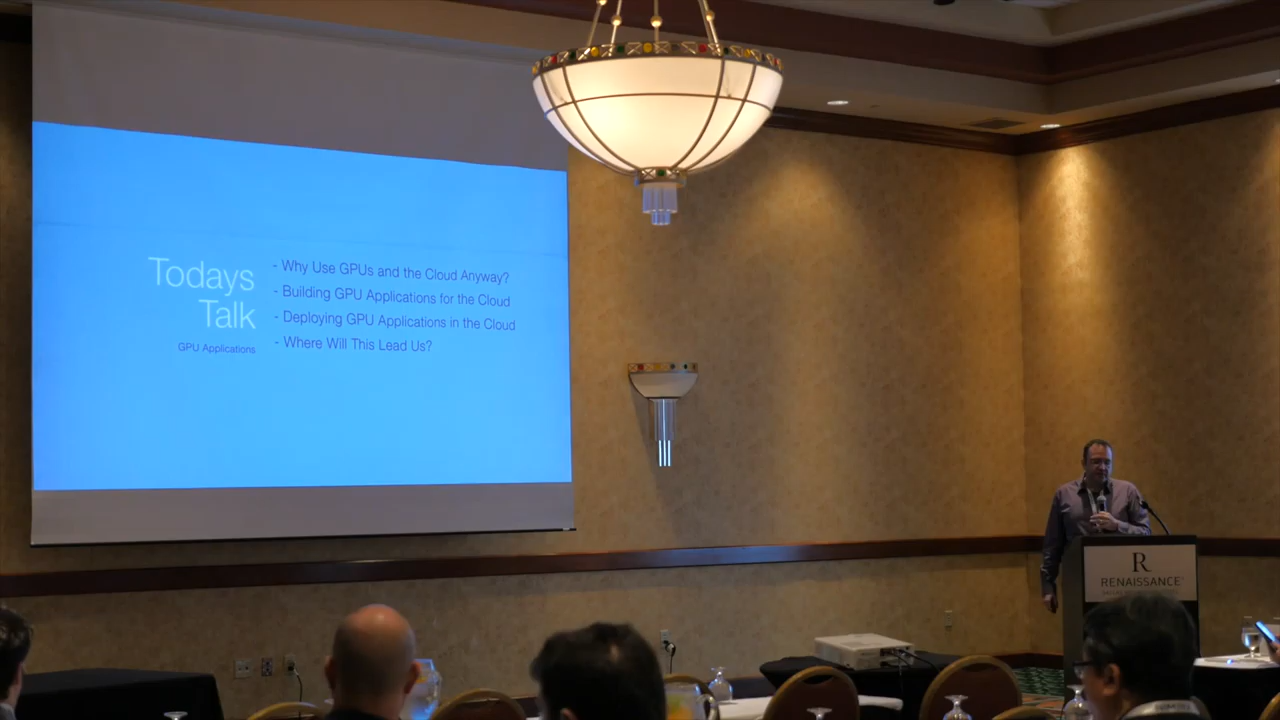 Todays
Talk
GPU Applications
- Why Use GPUs and the Cloud Anyway?
- Building GPU Applications for the Cloud
- Deploying GPU Applications in the Cloud
- Where Will This Lead Us?
R
RENAISSANCE